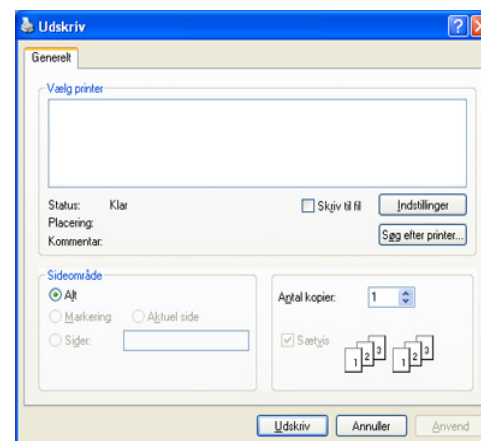 Udskriv
Generelt
Vælg printer
Status: Klar
Placering:
Kommentar:
Skriv til fil
Indstillinger
Søg efter printer...
Sideområde
Alt
Markering Aktuel side
Sider:
Antal kopier: 1
Sætvis
1 2 3 1 2 3
Udskriv Annuller Anvend